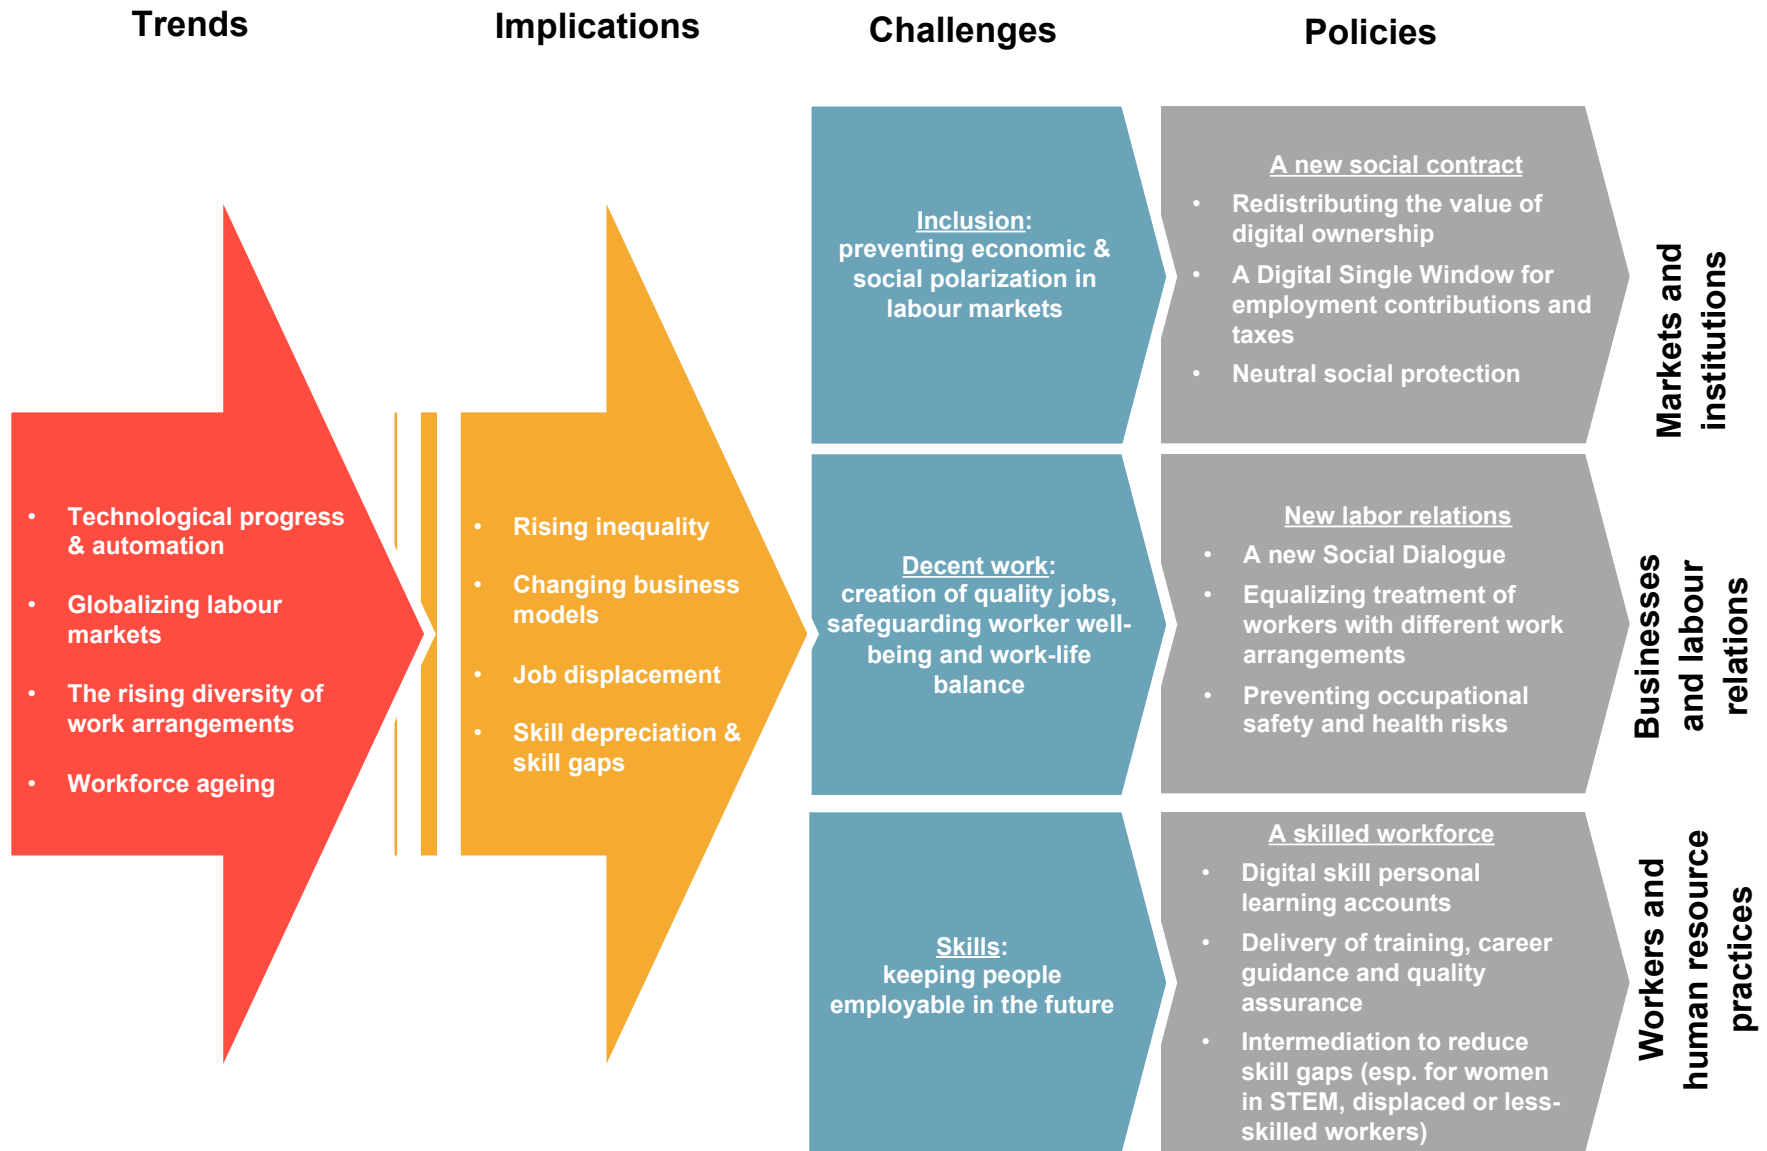 Trends
Implications
Challenges
Policies
• Technological progress
& automation
• Globalizing labour
markets
• The rising diversity of
work arrangements
• Workforce ageing
• Rising inequality
• Changing business
models
• Job displacement
• Skill depreciation &
skill gaps
Inclusion:
preventing economic &
social polarization in
labour markets
A new social contract
• Redistributing the value of
digital ownership
• A Digital Single Window for
employment contributions and
taxes
• Neutral social protection
Markets and
institutions
Decent work:
creation of quality jobs,
safeguarding worker well-
being and work-life
balance
New labor relations
• A new Social Dialogue
• Equalizing treatment of
workers with different work
arrangements
• Preventing occupational
safety and health risks
Businesses
and labour
relations
Skills:
keeping people
employable in the future
A skilled workforce
• Digital skill personal
learning accounts
• Delivery of training, career
guidance and quality
assurance
• Intermediation to reduce
skill gaps (esp. for women
in STEM, displaced or less-
skilled workers)
Workers and
human resource
practices